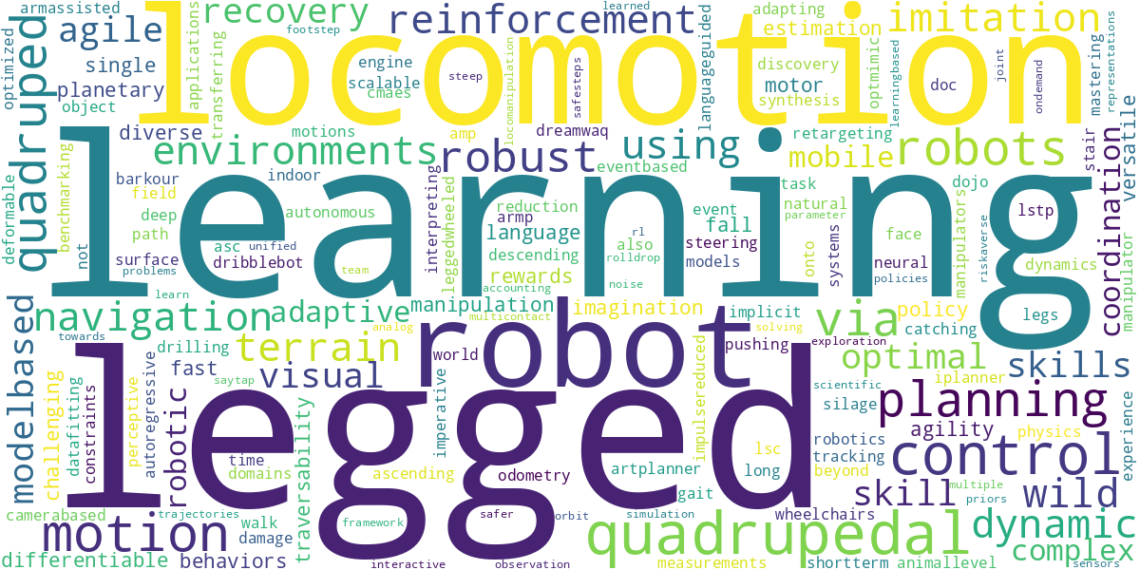 armassisted
recovery
reinforcement
learned
adapting
imitation
footstep
agile
locomotion
estimation
optimized
quadruped
single
planetary
object
applications
transferring
engine
scalable
cmaes
steep
locomanipulation
safesteps
languageguided
discovery
motor
synthesis
optmimic
learningbased
doc
joint
ondemand
mastering
representations
diverse
motions
amp
dreamwaq
retargeting
stair
versatile
environments
robust
using
mobile
robots
eventbased
deformable
benchmarking
barkour
field
indoor
learning
task
natural
parameter
dojo
coordination
deep
path
autonomous
interpreting
leggedwheeled
reduction
armp
language
event
fall
lstp
not
surface
asc
unified
dribblebot
descending
rl
also
rolldrop
steering
models
onto
systems
face
neural
policies
manipulators
riskaverse
dynamics
manipulator
problems
team
rewards
noise
learn
accounting
manipulation
imagination
implicit
policy
catching
legs
navigation
adaptive
multicontact
via
towards
analog
robot
solving
exploration
pushing
drilling
terrain
world
optimal
skills
modelbased
fast
visual
saytap
imperative
impulsereduced
scientific
silage
iplanner
planning
challenging
datafitting
constraints
perceptive
autoregressive
robotic
legged
time
domains
traversability
ascending
odometry
artplanner
lsc
long
robotics
tracking
beyond
agility
physics
control
experience
gait
skill
multiple
priors
wild
camerabased
trajectories
motion
walk
damage
framework
safer
orbit
simulation
wheelchairs
quadrupedal
dynamic
complex
differentiable
behaviors
interactive
observation
measurements
shortterm
animallevel
sensors